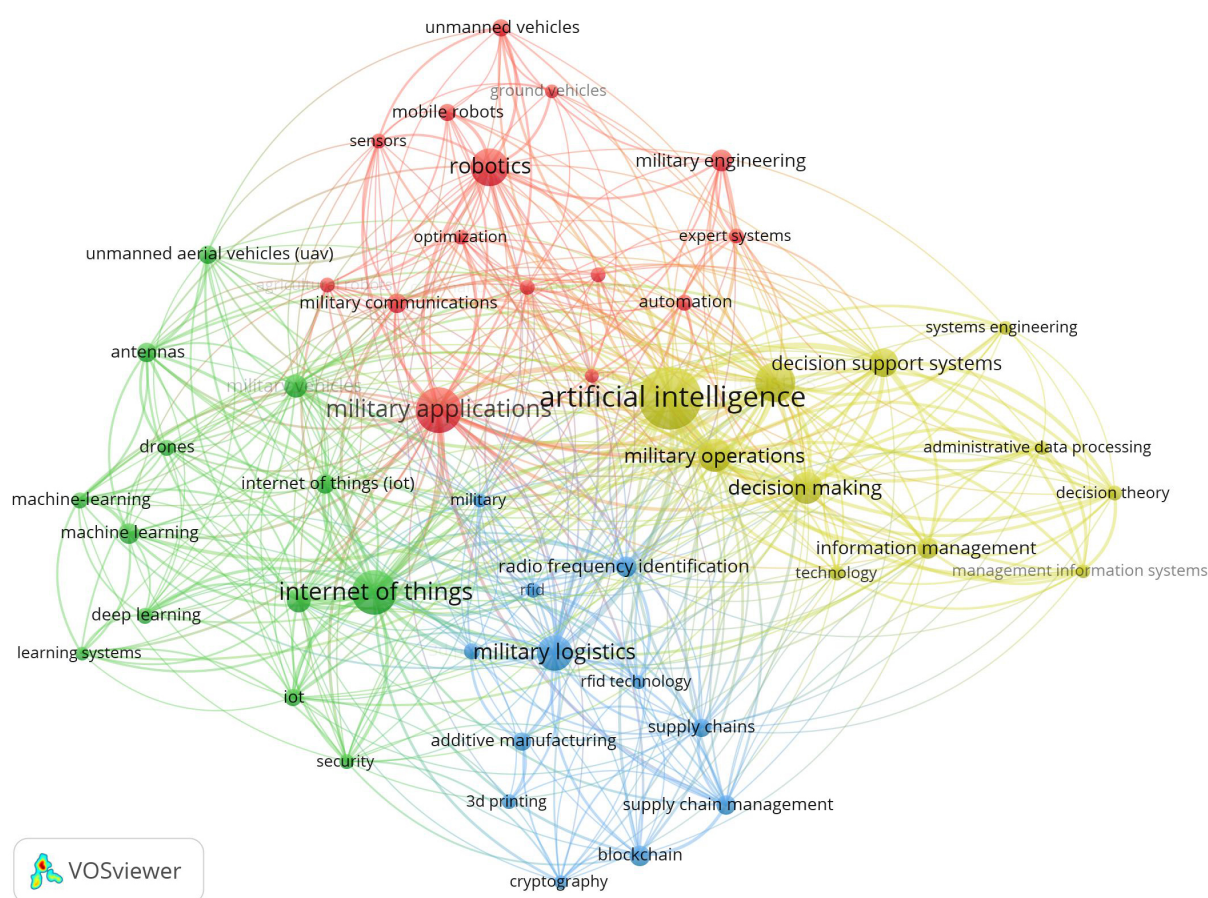 unmanned vehicles
ground vehicles
mobile robots
sensors
robotics
military engineering
optimization
expert systems
unmanned aerial vehicles (uav)
military communications
automation
systems engineering
antennas
decision support systems
military vehicles
artificial intelligence
military applications
drones
military operations
administrative data processing
internet of things (iot)
decision making
machine-learning
military
decision theory
machine learning
information management
radio frequency identification
technology
management information systems
internet of things
rfid
deep learning
learning systems
military logistics
rfid technology
iot
supply chains
additive manufacturing
security
3d printing
supply chain management
blockchain
VOSviewer
cryptography